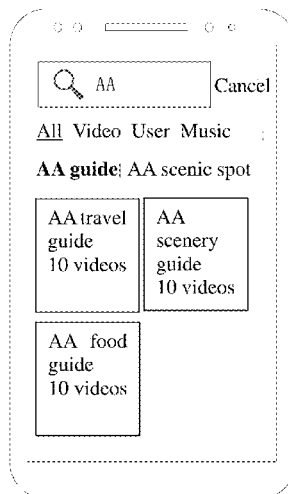 AA
Cancel
All Video User Music
AA guide AA scenic spot
AA travel
guide
10 videos
AA
scenery
guide
10 videos
AA food
guide
10 videos